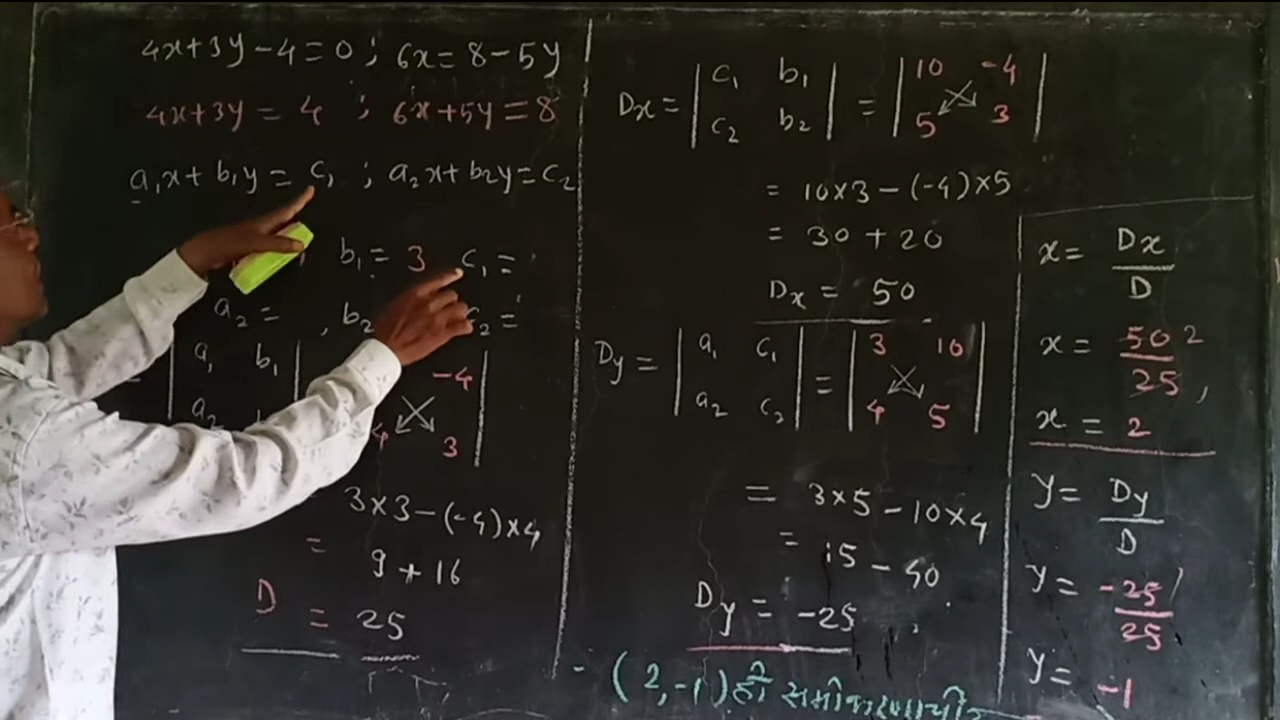 4x+3y-4=0 ; 6x=8-5y
4x+3y=4 ; 6x+5y=8
a₁x+b₁y=c₁ ; a₂x+b₂y=c₂
b₁= 3 c₁=
a₂= , b₂ c₂=
| a₁ b₁ | -4 |
a₂ 4 3 |
= 3×3-(-4)×4
= 9+16
D = 25
Dx= | c₁ b₁ | = | 10 -4 |
| c₂ b₂ | | 5 3 |
= 10×3-(-4)×5
= 30+20
Dx = 50
Dy= | a₁ c₁ | = | 3 10 |
| a₂ c₂ | | 4 5 |
= 3×5-10×4
= 15-40
Dy = -25
(2,-1) ही
x= Dx
D
x= 50 2
25,
x = 2
y= Dy
D
y= -25
25
y= -1